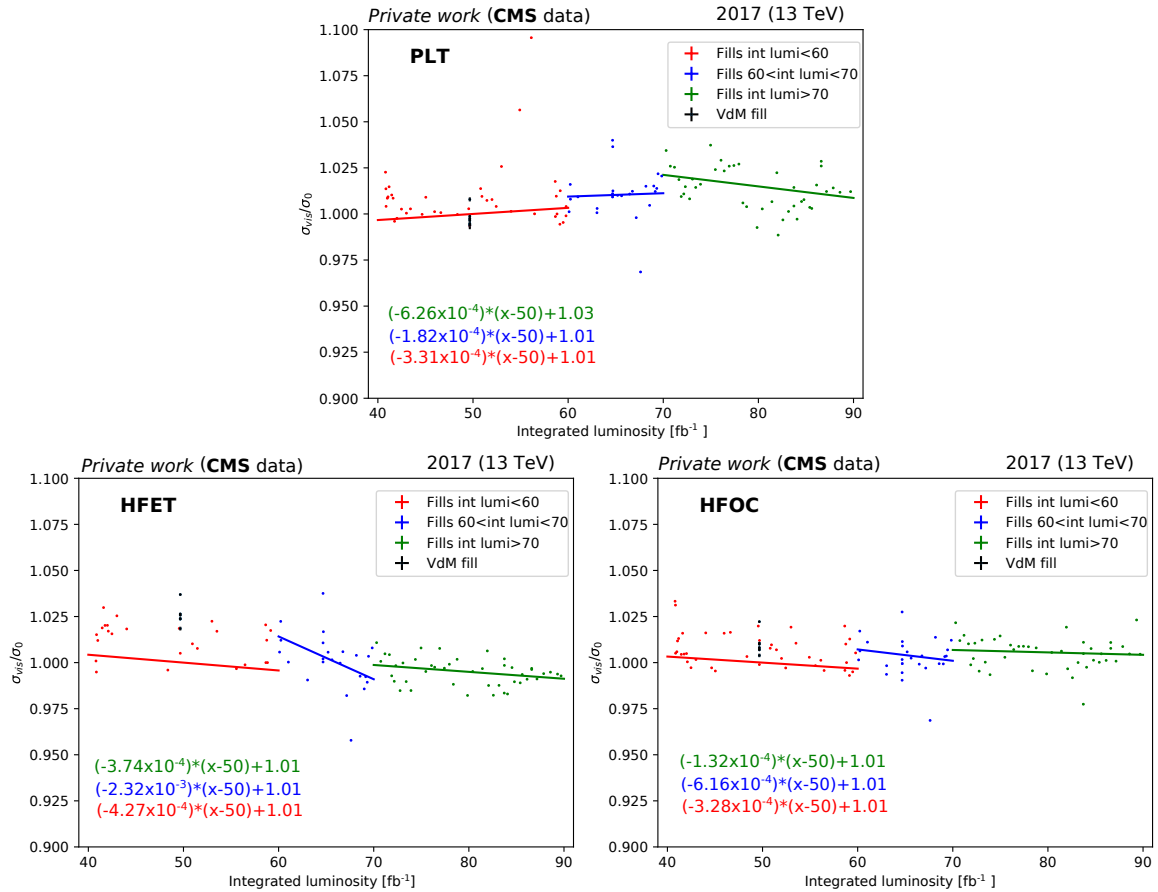 Private work (CMS data) 2017 (13 TeV)
PLT
Fills int lumi<60
Fills 60<int lumi<70
Fills int lumi>70
VdM fill
1.100
1.075
1.050
1.025
1.000
0.975
0.950
0.925
0.900
σvis/σ0
(-6.26x10⁻⁴)*(x-50)+1.03
(-1.82x10⁻⁴)*(x-50)+1.01
(-3.31x10⁻⁴)*(x-50)+1.01
40 50 60 70 80 90
Integrated luminosity [fb⁻¹ ]
Private work (CMS data) 2017 (13 TeV)
HFET
Fills int lumi<60
Fills 60<int lumi<70
Fills int lumi>70
VdM fill
1.100
1.075
1.050
1.025
1.000
0.975
0.950
0.925
0.900
σvis/σ0
(-3.74x10⁻⁴)*(x-50)+1.01
(-2.32x10⁻³)*(x-50)+1.01
(-4.27x10⁻⁴)*(x-50)+1.01
40 50 60 70 80 90
Integrated luminosity [fb⁻¹]
Private work (CMS data) 2017 (13 TeV)
HFOC
Fills int lumi<60
Fills 60<int lumi<70
Fills int lumi>70
VdM fill
1.100
1.075
1.050
1.025
1.000
0.975
0.950
0.925
0.900
σvis/σ0
(-1.32x10⁻⁴)*(x-50)+1.01
(-6.16x10⁻⁴)*(x-50)+1.01
(-3.28x10⁻⁴)*(x-50)+1.01
40 50 60 70 80 90
Integrated luminosity [fb⁻¹]